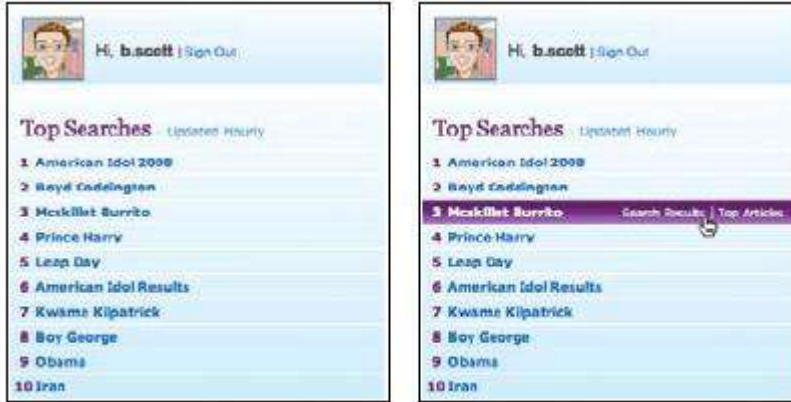 Hi, b.scott | Sign Out
Top Searches Updated Hourly
1 American Idol 2008
2 Boyd Coddington
3 Mcskillet Burrito
4 Prince Harry
5 Leap Day
6 American Idol Results
7 Kwame Kilpatrick
8 Boy George
9 Obama
10 Iran
Hi, b.scott | Sign Out
Top Searches Updated Hourly
1 American Idol 2008
2 Boyd Coddington
3 Mcskillet Burrito Search Results | Top Articles
4 Prince Harry
5 Leap Day
6 American Idol Results
7 Kwame Kilpatrick
8 Boy George
9 Obama
10 Iran